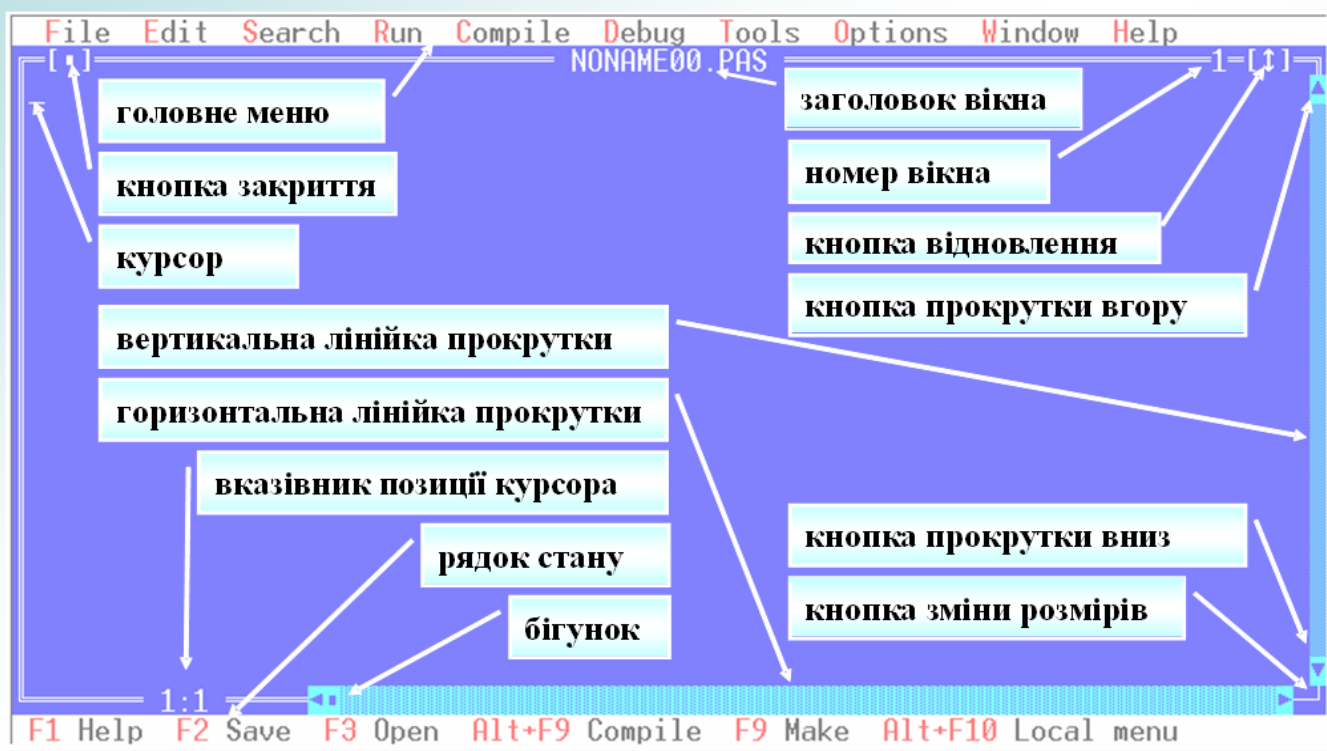 File Edit Search Run Compile Debug Tools Options Window Help
[▪] NONAME00.PAS 1=[↕]
головне меню
заголовок вікна
кнопка закриття
номер вікна
курсор
кнопка відновлення
кнопка прокрутки вгору
вертикальна лінійка прокрутки
горизонтальна лінійка прокрутки
вказівник позиції курсора
рядок стану
кнопка прокрутки вниз
бігунок
кнопка зміни розмірів
1:1
F1 Help F2 Save F3 Open Alt+F9 Compile F9 Make Alt+F10 Local menu